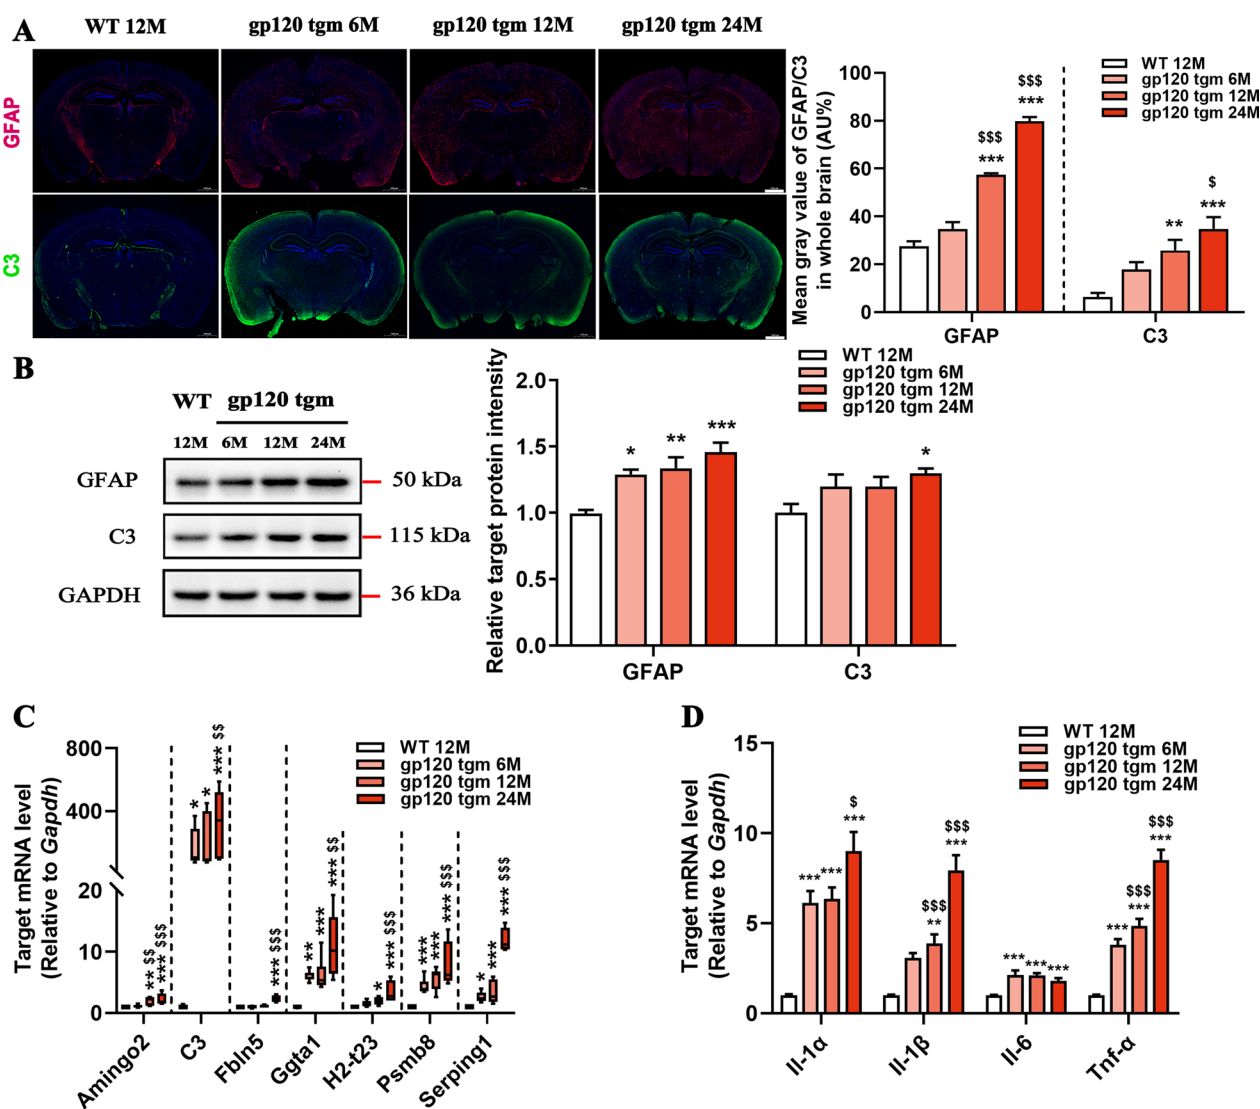 A
WT 12M
gp120 tgm 6M
gp120 tgm 12M
gp120 tgm 24M
GFAP
C3
Mean gray value of GFAP/C3
in whole brain (AU%)
100
80
60
40
20
0
WT 12M
gp120 tgm 6M
gp120 tgm 12M
gp120 tgm 24M
$$$
***
$$$
***
**
$
***
GFAP
C3
B
WT
gp120 tgm
12M
6M
12M
24M
GFAP
50 kDa
C3
115 kDa
GAPDH
36 kDa
Relative target protein intensity
2.0
1.5
1.0
0.5
0.0
WT 12M
gp120 tgm 6M
gp120 tgm 12M
gp120 tgm 24M
*
**
***
*
GFAP
C3
C
Target mRNA level
(Relative to Gapdh)
800
400
20
10
0
WT 12M
gp120 tgm 6M
gp120 tgm 12M
gp120 tgm 24M
** $$
*** $$$
*
*
*** $$
*** $$$
**
***
*** $$
*
*** $$$
***
***
*** $$$
*
***
*** $$$
Amingo2
C3
Fbln5
Ggta1
H2-t23
Psmb8
Serping1
D
Target mRNA level
(Relative to Gapdh)
15
10
5
0
WT 12M
gp120 tgm 6M
gp120 tgm 12M
gp120 tgm 24M
***
***
$
***
$$$
**
$$$
***
***
***
***
***
$$$
***
$$$
***
Il-1α
Il-1β
Il-6
Tnf-α